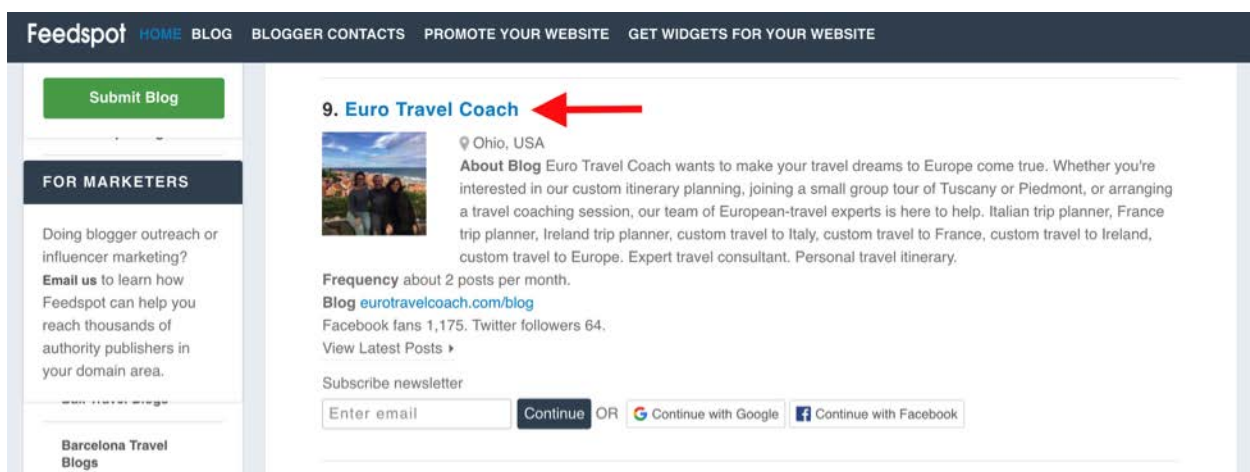 Feedspot HOME BLOG BLOGGER CONTACTS PROMOTE YOUR WEBSITE GET WIDGETS FOR YOUR WEBSITE
Submit Blog
FOR MARKETERS
Doing blogger outreach or
influencer marketing?
Email us to learn how
Feedspot can help you
reach thousands of
authority publishers in
your domain area.
Barcelona Travel
Blogs
9. Euro Travel Coach
Ohio, USA
About Blog Euro Travel Coach wants to make your travel dreams to Europe come true. Whether you're
interested in our custom itinerary planning, joining a small group tour of Tuscany or Piedmont, or arranging
a travel coaching session, our team of European-travel experts is here to help. Italian trip planner, France
trip planner, Ireland trip planner, custom travel to Italy, custom travel to France, custom travel to Ireland,
custom travel to Europe. Expert travel consultant. Personal travel itinerary.
Frequency about 2 posts per month.
Blog eurotravelcoach.com/blog
Facebook fans 1,175. Twitter followers 64.
View Latest Posts
Subscribe newsletter
Enter email Continue OR Continue with Google Continue with Facebook